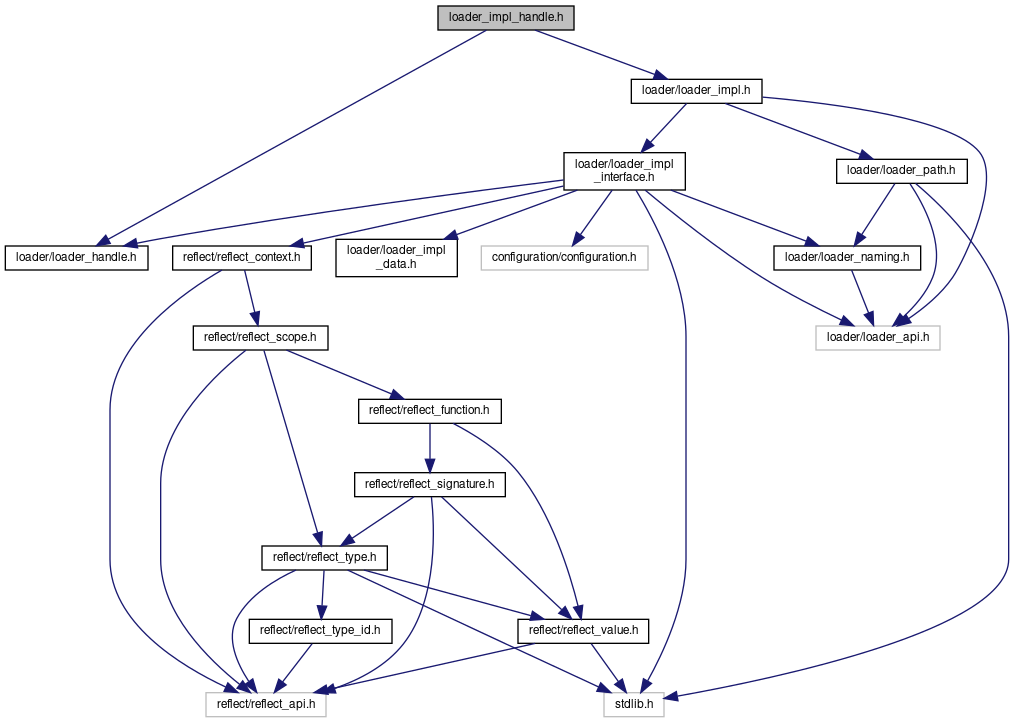 loader_impl_handle.h
loader/loader_impl.h
loader/loader_impl
_interface.h
loader/loader_path.h
loader/loader_handle.h
reflect/reflect_context.h
loader/loader_impl
_data.h
configuration/configuration.h
loader/loader_naming.h
reflect/reflect_scope.h
loader/loader_api.h
reflect/reflect_function.h
reflect/reflect_signature.h
reflect/reflect_type.h
reflect/reflect_type_id.h
reflect/reflect_value.h
reflect/reflect_api.h
stdlib.h